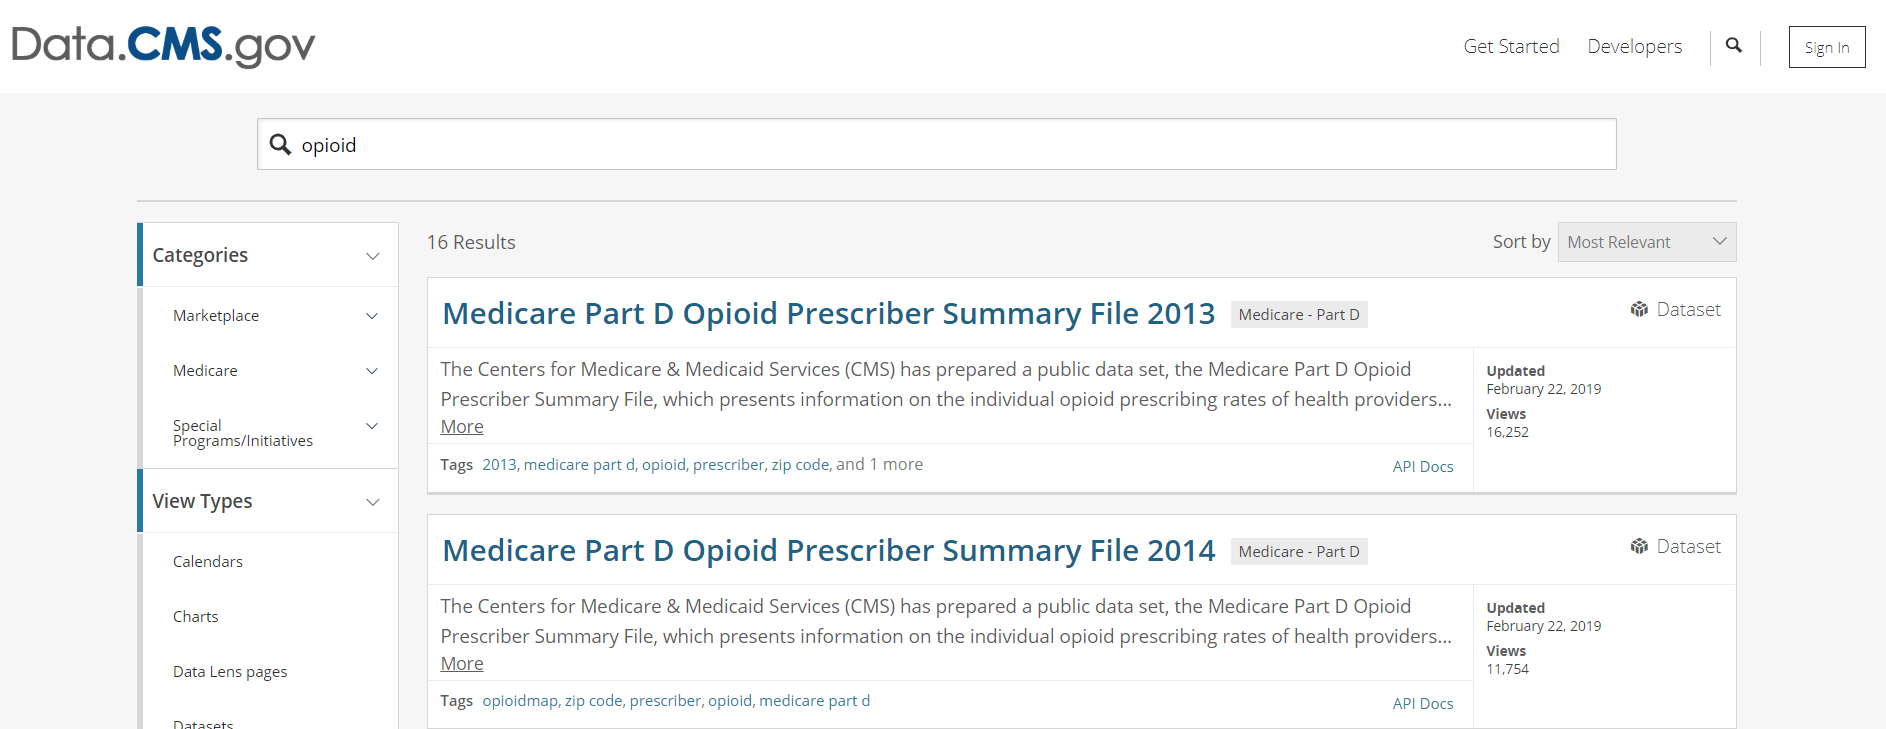 Data.CMS.gov
Get Started
Developers
Sign In
opioid
Categories
Marketplace
Medicare
Special
Programs/Initiatives
View Types
Calendars
Charts
Data Lens pages
Datasets
16 Results
Sort by
Most Relevant
Medicare Part D Opioid Prescriber Summary File 2013
Medicare - Part D
Dataset
The Centers for Medicare & Medicaid Services (CMS) has prepared a public data set, the Medicare Part D Opioid
Prescriber Summary File, which presents information on the individual opioid prescribing rates of health providers...
More
Tags 2013, medicare part d, opioid, prescriber, zip code, and 1 more
API Docs
Updated
February 22, 2019
Views
16,252
Medicare Part D Opioid Prescriber Summary File 2014
Medicare - Part D
Dataset
The Centers for Medicare & Medicaid Services (CMS) has prepared a public data set, the Medicare Part D Opioid
Prescriber Summary File, which presents information on the individual opioid prescribing rates of health providers...
More
Tags opioidmap, zip code, prescriber, opioid, medicare part d
API Docs
Updated
February 22, 2019
Views
11,754